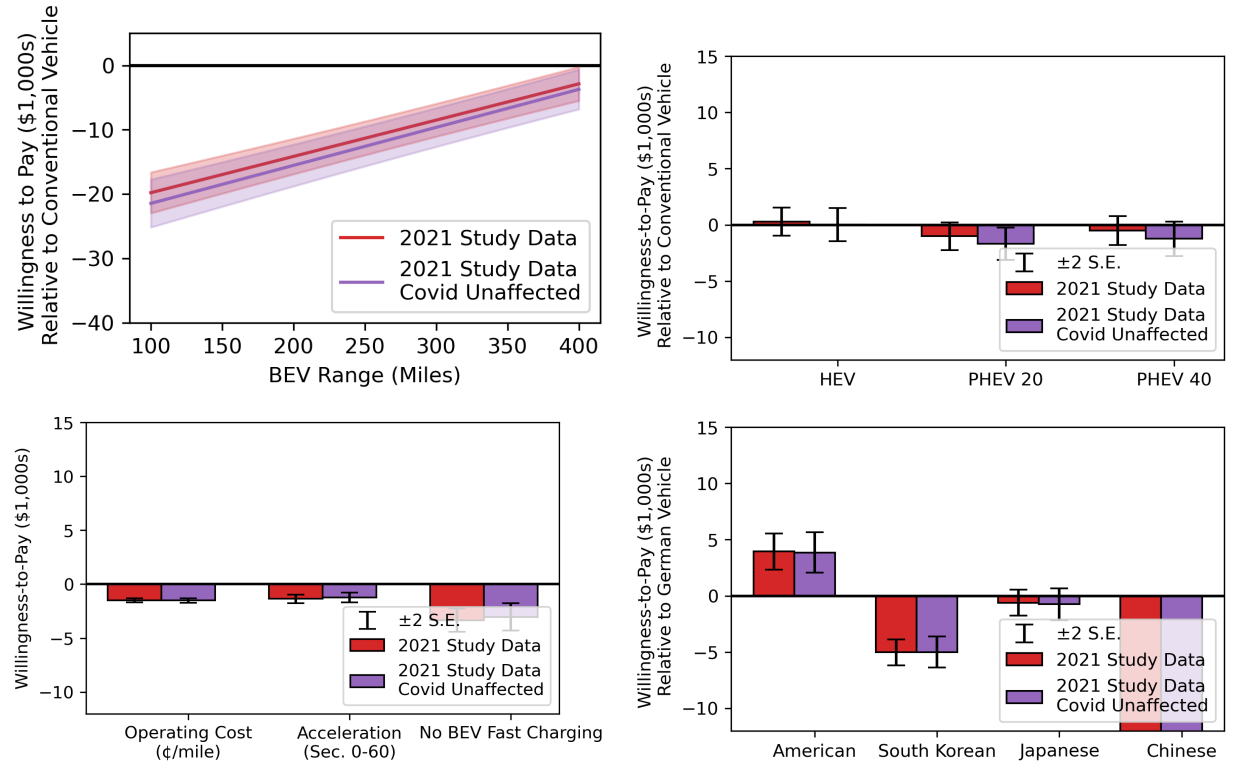 Willingness to Pay ($1,000s)
Relative to Conventional Vehicle
0
−10
−20
−30
−40
2021 Study Data
2021 Study Data
Covid Unaffected
100 150 200 250 300 350 400
BEV Range (Miles)
Willingness-to-Pay ($1,000s)
Relative to Conventional Vehicle
15
10
5
0
−5
−10
±2 S.E.
2021 Study Data
2021 Study Data
Covid Unaffected
HEV PHEV 20 PHEV 40
Willingness-to-Pay ($1,000s)
15
10
5
0
−5
−10
±2 S.E.
2021 Study Data
2021 Study Data
Covid Unaffected
Operating Cost
(¢/mile)
Acceleration
(Sec. 0-60)
No BEV Fast Charging
Willingness-to-Pay ($1,000s)
Relative to German Vehicle
15
10
5
0
−5
−10
±2 S.E.
2021 Study Data
2021 Study Data
Covid Unaffected
American South Korean Japanese Chinese